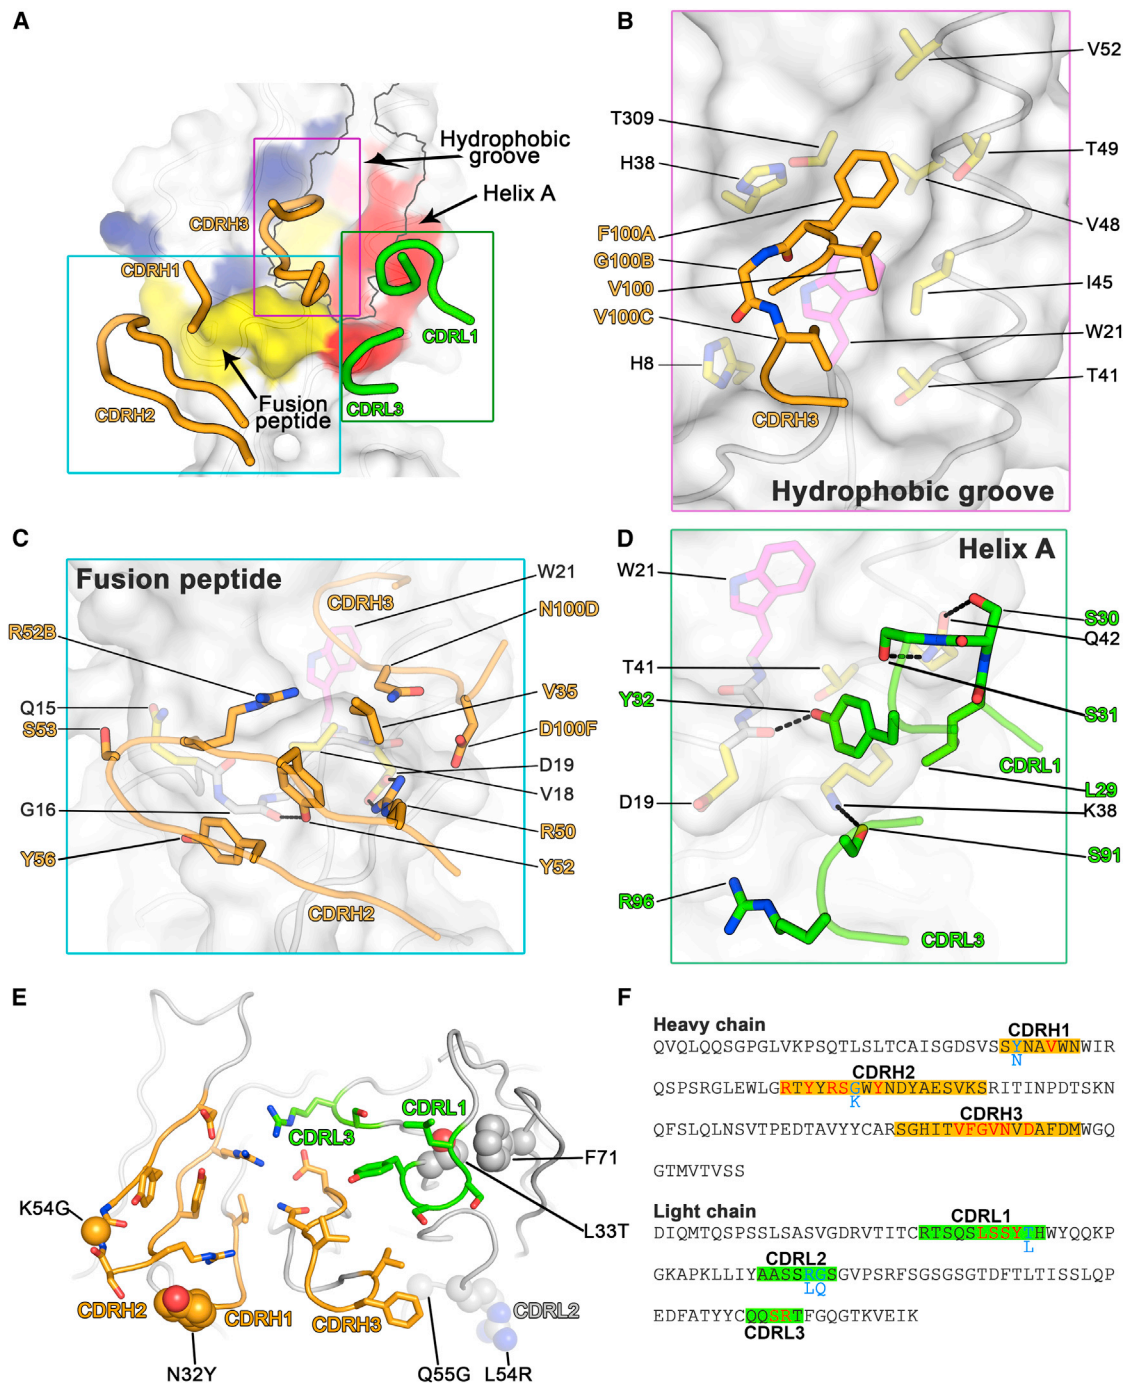 A
Hydrophobic
groove
Helix A
CDRH3
CDRH1
CDRL1
CDRH2
Fusion
peptide
CDRL3
B
V52
T309
T49
H38
V48
F100A
G100B
I45
V100
V100C
W21
H8
T41
CDRH3
Hydrophobic groove
C
Fusion peptide
W21
CDRH3
N100D
R52B
V35
Q15
S53
D100F
D19
V18
G16
R50
Y56
Y52
CDRH2
D
Helix A
W21
S30
Q42
T41
Y32
S31
CDRL1
L29
D19
K38
S91
R96
CDRL3
E
CDRL1
CDRL3
F71
K54G
L33T
CDRH2
CDRH1
CDRH3
CDRL2
N32Y
Q55G
L54R
F
Heavy chain
CDRH1
QVQLQQSGPGLVKPSQTLSLTCAISGDSVSSYNAVWNWIR
N
CDRH2
QSPSRGLEWLGRTYYRSGWYNDYAESVKSRITINPDTSKN
K
CDRH3
QFSLQLNSVTPEDTAVYYCARSGHITVFGVNVDAFDMWGQ
GTMVTVSS
Light chain
CDRL1
DIQMTQSPSSLSASVGDRVTITCRTSQSLSSYTHWYQQKP
L
CDRL2
GKAPKLLIYAASSRGSGVPSRFSGSGSGTDFTLTISSLQP
LQ
EDFATYYCQQSRTFGQGTKVEIK
CDRL3